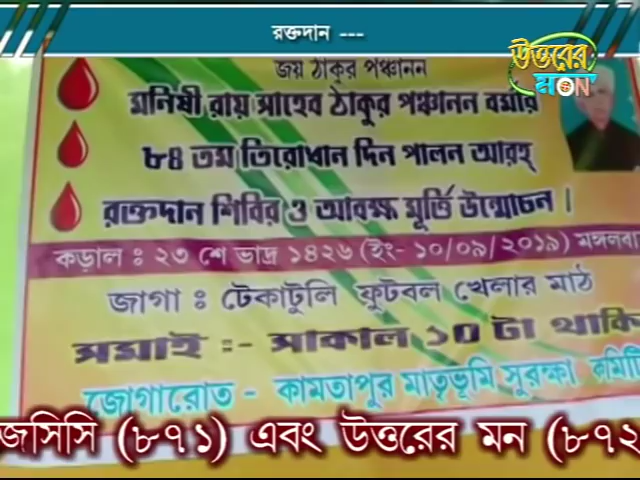 রক্তদান ---
উত্তরের
মন
জয় ঠাকুর পঞ্চানন
মনিষী রায় সাহেব ঠাকুর পঞ্চানন বর্মার
৮৪ তম তিরোধান দিন পালন আরহ্
রক্তদান শিবির ও আবক্ষ মূর্ত্তি উন্মোচন।
কড়াল : ২৩ শে ভাদ্র ১৪২৬ (ইং- ১০/০৯/২০১৯) মঙ্গলবা
জাগা : টেকাটুলি ফুটবল খেলার মাঠ
সমাই :- সাকাল ১০ টা থাকি
জোগারোত - কামতাপুর মাতৃভূমি সুরক্ষা কমিটি
জসিসি (৮৭১) এবং উত্তরের মন (৮৭২